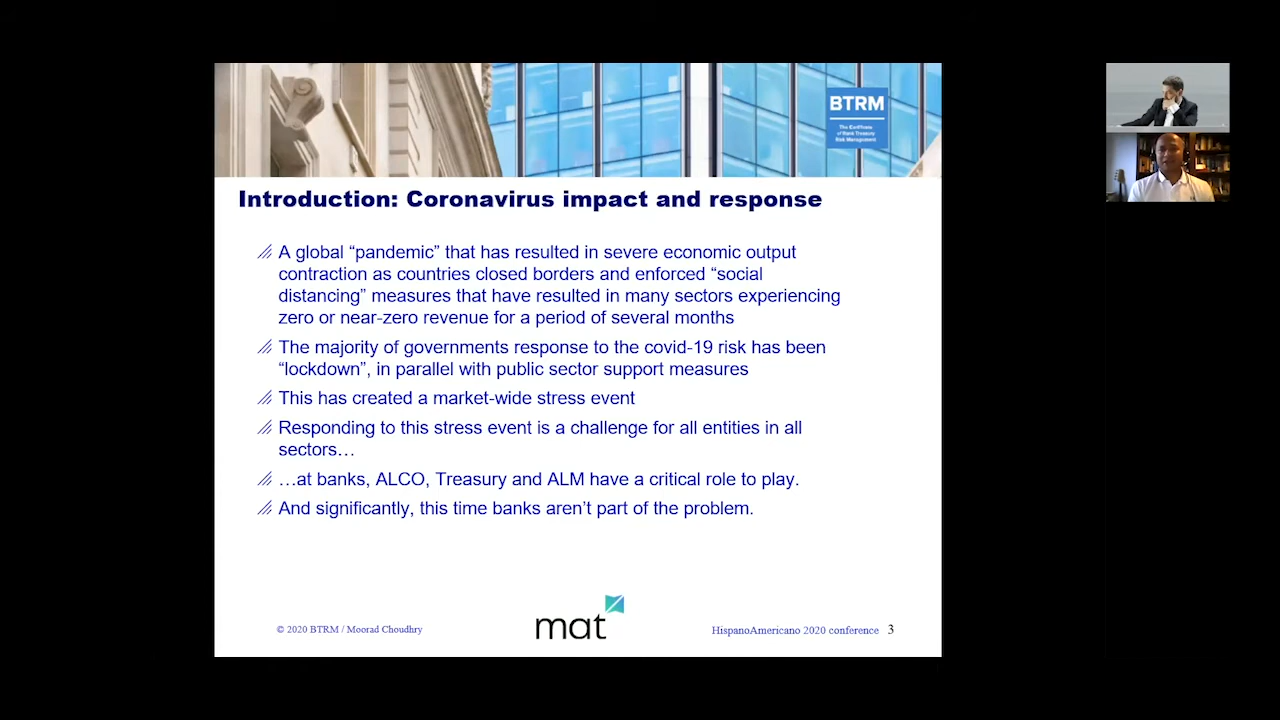 BTRM
The Certificate
of Bank Treasury
Risk Management
Introduction: Coronavirus impact and response
A global “pandemic” that has resulted in severe economic output
contraction as countries closed borders and enforced “social
distancing” measures that have resulted in many sectors experiencing
zero or near-zero revenue for a period of several months
The majority of governments response to the covid-19 risk has been
“lockdown”, in parallel with public sector support measures
This has created a market-wide stress event
Responding to this stress event is a challenge for all entities in all
sectors…
…at banks, ALCO, Treasury and ALM have a critical role to play.
And significantly, this time banks aren’t part of the problem.
© 2020 BTRM / Moorad Choudhry
mat
HispanoAmericano 2020 conference 3